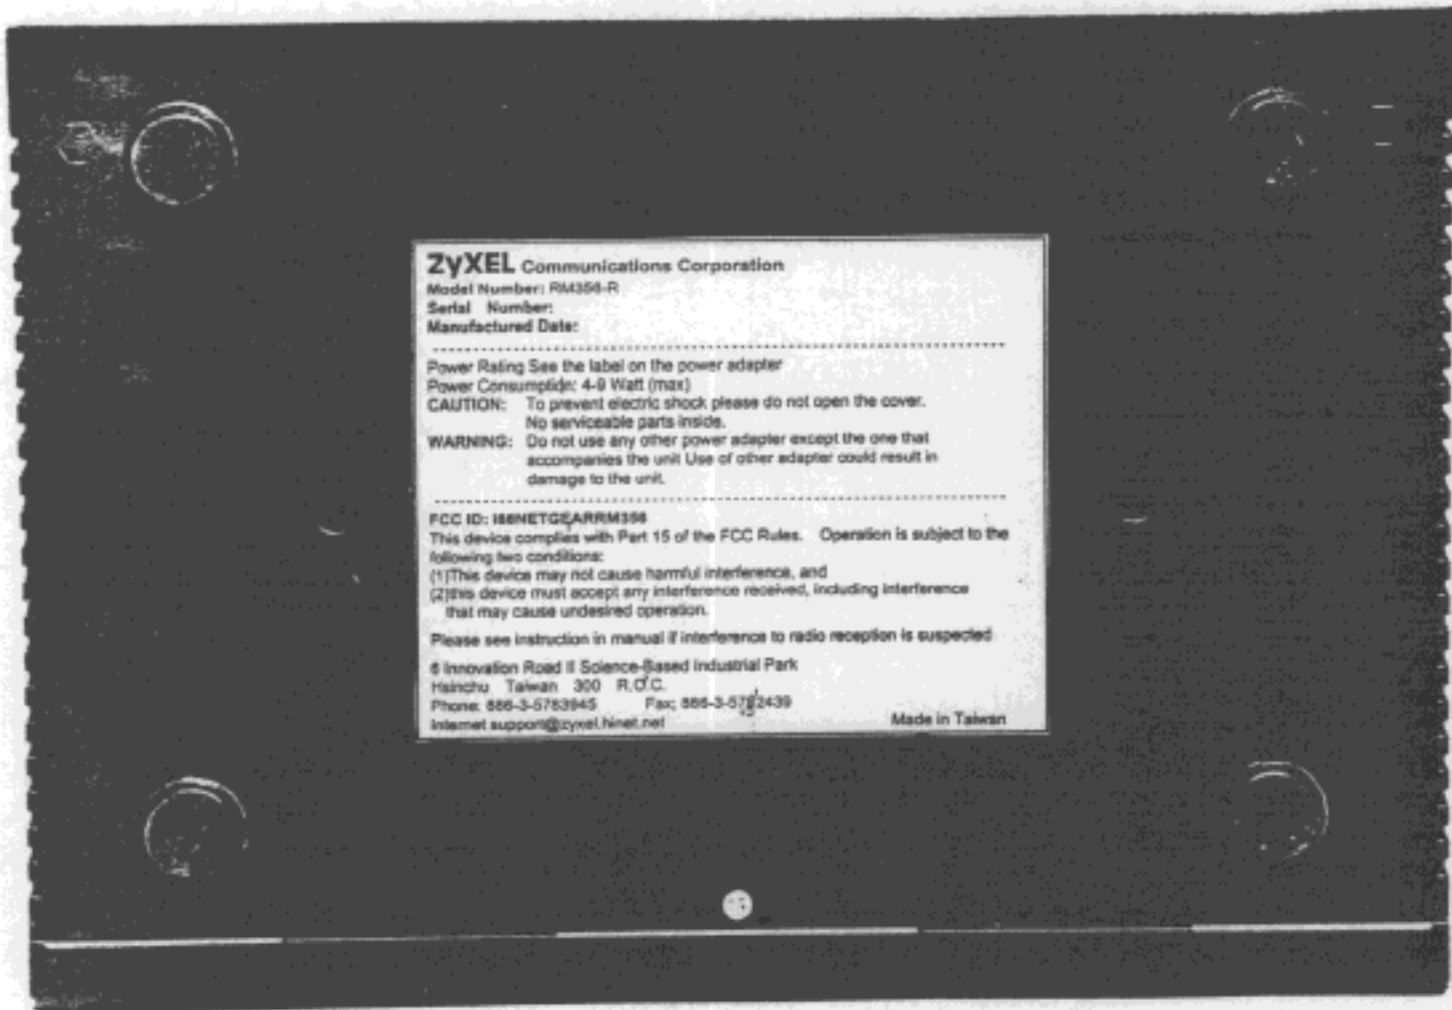 ZyXEL Communications Corporation
Model Number: RM356-R
Serial Number:
Manufactured Date:
Power Rating See the label on the power adapter
Power Consumption: 4-9 Watt (max)
CAUTION: To prevent electric shock please do not open the cover.
No serviceable parts inside.
WARNING: Do not use any other power adapter except the one that
accompanies the unit Use of other adapter could result in
damage to the unit.
FCC ID: I88NETGEARRM356
This device complies with Part 15 of the FCC Rules. Operation is subject to the
following two conditions:
(1)This device may not cause harmful interference, and
(2)this device must accept any interference received, including interference
that may cause undesired operation.
Please see instruction in manual if interference to radio reception is suspected
6 Innovation Road II Science-Based Industrial Park
Hsinchu Taiwan 300 R.O.C.
Phone: 886-3-5783945 Fax: 886-3-5782439
Internet support@zyxel.hinet.net Made in Taiwan